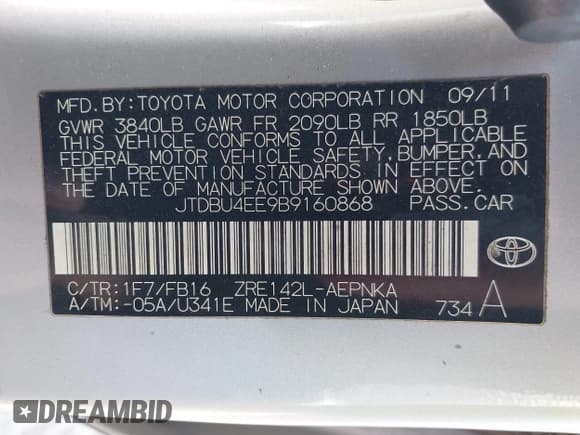 MFD.BY:TOYOTA MOTOR CORPORATION 09/11
GVWR 3840LB GAWR FR 2090LB RR 1850LB
THIS VEHICLE CONFORMS TO ALL APPLICABLE
FEDERAL MOTOR VEHICLE SAFETY,BUMPER,AND
THEFT PREVENTION STANDARDS IN EFFECT ON
THE DATE OF MANUFACTURE SHOWN ABOVE.
JTDBU4EE9B9160868 PASS.CAR
C/TR:1F7/FB16 ZRE142L-AEPNKA
A/TM:-05A/U341E MADE IN JAPAN 734 A
DREAMBID